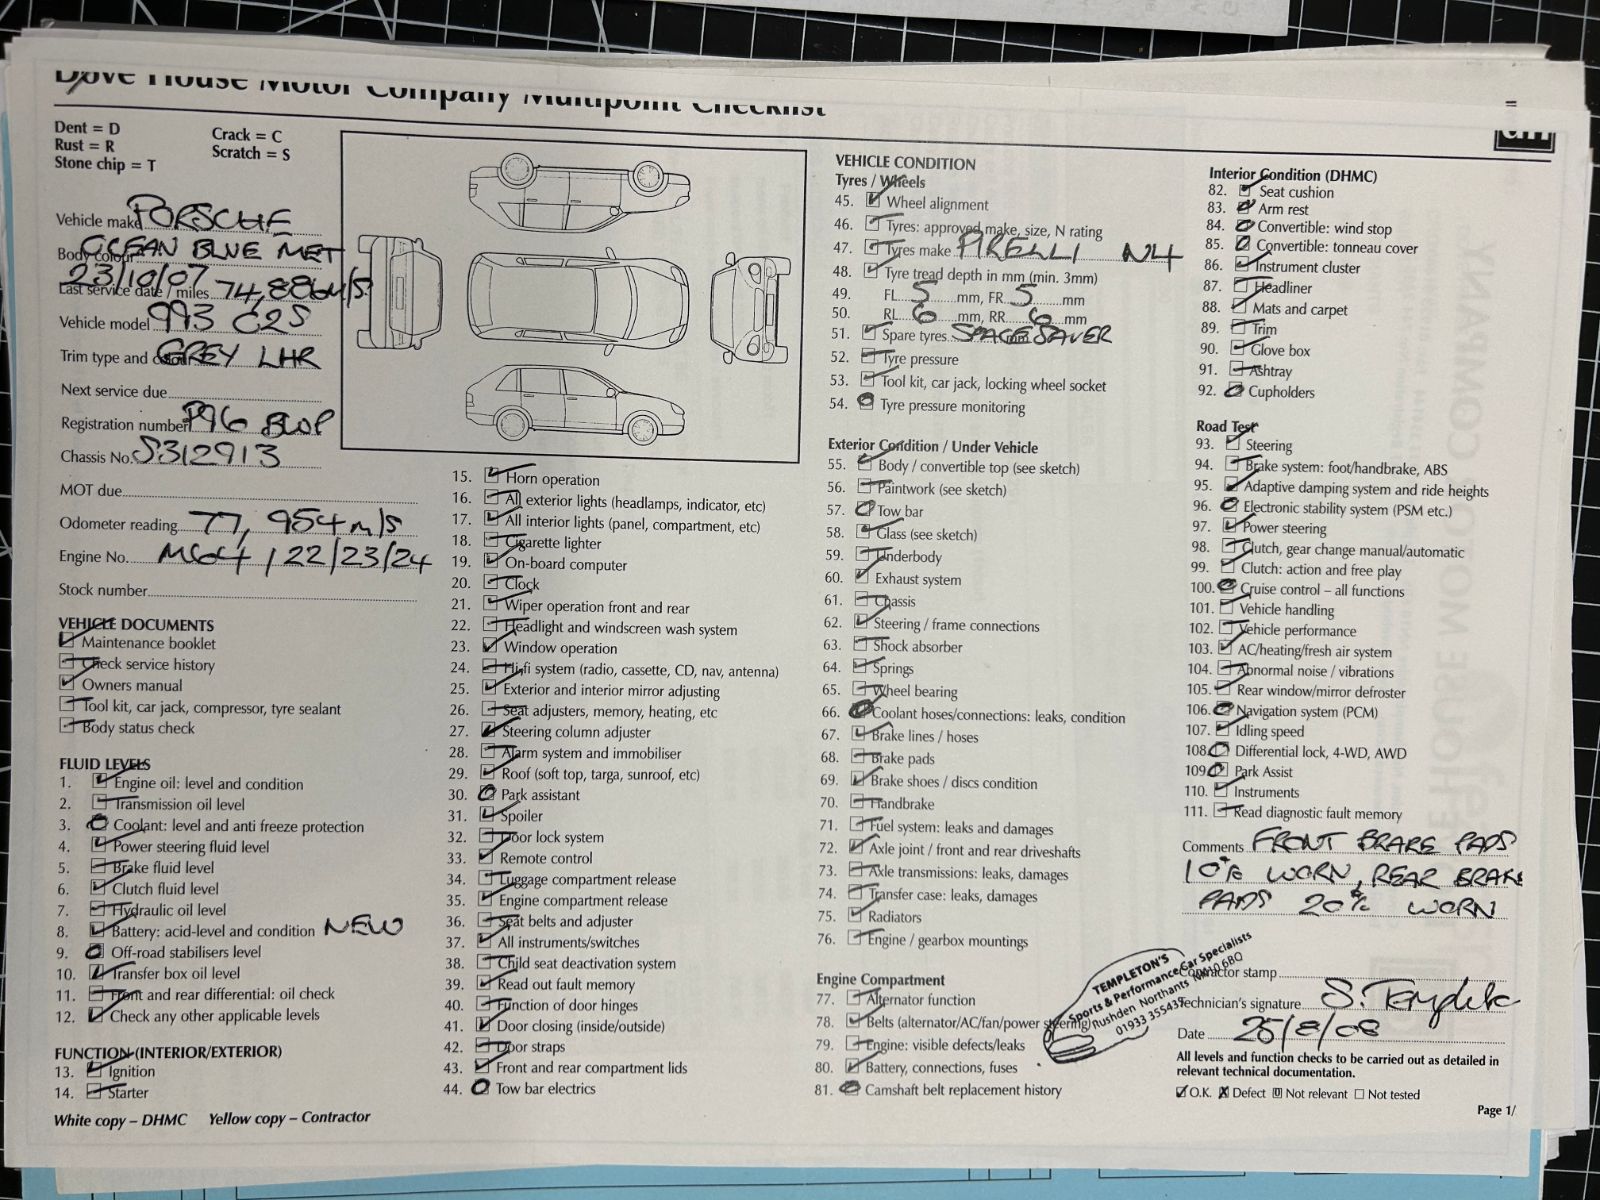 Dove House Motor Company Multipoint Checklist
Dent = D
Rust = R
Stone chip = T
Crack = C
Scratch = S
Vehicle make PORSCHE
Body colour OCEAN BLUE MET
23/10/07
Last service date / miles 74,886 M/S
Vehicle model 993 C2S
Trim type and GREY LHR
Next service due
Registration number P96 BLOP
Chassis No. S312913
MOT due
Odometer reading 77,954 m/s
Engine No. M64 / 22/23/24
Stock number
VEHICLE DOCUMENTS
Maintenance booklet
Check service history
Owners manual
Tool kit, car jack, compressor, tyre sealant
Body status check
FLUID LEVELS
1. Engine oil: level and condition
2. Transmission oil level
3. Coolant: level and anti freeze protection
4. Power steering fluid level
5. Brake fluid level
6. Clutch fluid level
7. Hydraulic oil level
8. Battery: acid-level and condition NEW
9. Off-road stabilisers level
10. Transfer box oil level
11. Front and rear differential: oil check
12. Check any other applicable levels
FUNCTION (INTERIOR/EXTERIOR)
13. Ignition
14. Starter
White copy – DHMC Yellow copy – Contractor
15. Horn operation
16. All exterior lights (headlamps, indicator, etc)
17. All interior lights (panel, compartment, etc)
18. Cigarette lighter
19. On-board computer
20. Clock
21. Wiper operation front and rear
22. Headlight and windscreen wash system
23. Window operation
24. Hi-fi system (radio, cassette, CD, nav, antenna)
25. Exterior and interior mirror adjusting
26. Seat adjusters, memory, heating, etc
27. Steering column adjuster
28. Alarm system and immobiliser
29. Roof (soft top, targa, sunroof, etc)
30. Park assistant
31. Spoiler
32. Door lock system
33. Remote control
34. Luggage compartment release
35. Engine compartment release
36. Seat belts and adjuster
37. All instruments/switches
38. Child seat deactivation system
39. Read out fault memory
40. Function of door hinges
41. Door closing (inside/outside)
42. Door straps
43. Front and rear compartment lids
44. Tow bar electrics
VEHICLE CONDITION
Tyres / Wheels
45. Wheel alignment
46. Tyres: approved make, size, N rating
47. Tyres make PIRELLI N4
48. Tyre tread depth in mm (min. 3mm)
49. FL 5 mm, FR 5 mm
50. RL 6 mm, RR 6 mm
51. Spare tyres SPACESAVER
52. Tyre pressure
53. Tool kit, car jack, locking wheel socket
54. Tyre pressure monitoring
Exterior Condition / Under Vehicle
55. Body / convertible top (see sketch)
56. Paintwork (see sketch)
57. Tow bar
58. Glass (see sketch)
59. Underbody
60. Exhaust system
61. Chassis
62. Steering / frame connections
63. Shock absorber
64. Springs
65. Wheel bearing
66. Coolant hoses/connections: leaks, condition
67. Brake lines / hoses
68. Brake pads
69. Brake shoes / discs condition
70. Handbrake
71. Fuel system: leaks and damages
72. Axle joint / front and rear driveshafts
73. Axle transmissions: leaks, damages
74. Transfer case: leaks, damages
75. Radiators
76. Engine / gearbox mountings
Engine Compartment
77. Alternator function
78. Belts (alternator/AC/fan/power steering)
79. Engine: visible defects/leaks
80. Battery, connections, fuses
81. Camshaft belt replacement history
Interior Condition (DHMC)
82. Seat cushion
83. Arm rest
84. Convertible: wind stop
85. Convertible: tonneau cover
86. Instrument cluster
87. Headliner
88. Mats and carpet
89. Trim
90. Glove box
91. Ashtray
92. Cupholders
Road Test
93. Steering
94. Brake system: foot/handbrake, ABS
95. Adaptive damping system and ride heights
96. Electronic stability system (PSM etc.)
97. Power steering
98. Clutch, gear change manual/automatic
99. Clutch: action and free play
100. Cruise control – all functions
101. Vehicle handling
102. Vehicle performance
103. AC/heating/fresh air system
104. Abnormal noise / vibrations
105. Rear window/mirror defroster
106. Navigation system (PCM)
107. Idling speed
108. Differential lock, 4-WD, AWD
109. Park Assist
110. Instruments
111. Read diagnostic fault memory
Comments FRONT BRAKE PADS
10% WORN, REAR BRAKE
PADS 20% WORN
TEMPLETON'S
Sports & Performance Car Specialists
Rushden Northants NN10 6BQ
01933 355435
Contractor stamp
Technician's signature
Date 25/8/08
All levels and function checks to be carried out as detailed in
relevant technical documentation.
O.K. Defect Not relevant Not tested
Page 1/